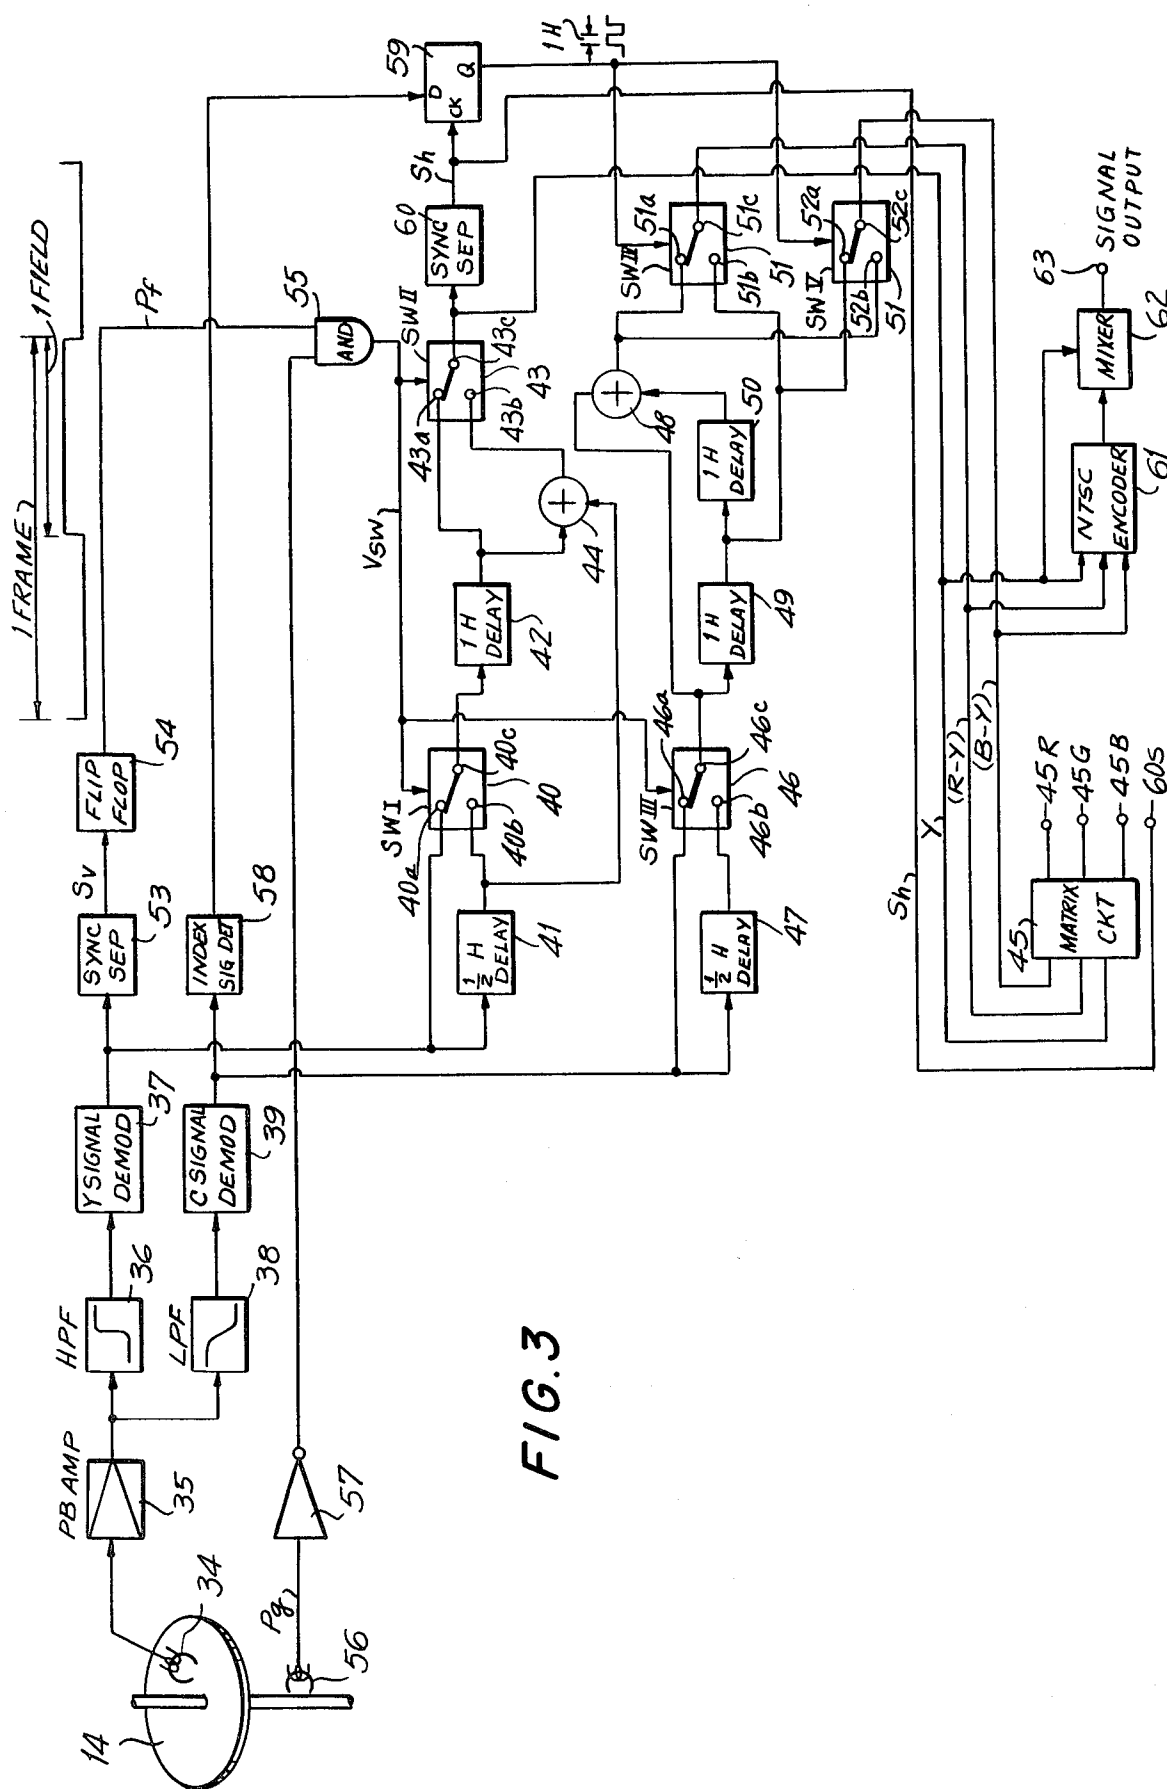 1 FRAME
1 FIELD
Pf
FLIP FLOP
54
Sv
SYNC SEP
53
INDEX SIG DET
58
Y SIGNAL DEMOD
37
C SIGNAL DEMOD
39
HPF
36
LPF
38
PB AMP
35
34
14
56
Pg
57
AND
55
Vsw
SW I
40a
40b
40c
40
½ H DELAY
41
1 H DELAY
42
44
SW II
43a
43b
43c
43
SYNC SEP
60
Sh
D
CK
Q
59
1H
SW III
46a
46b
46c
46
½ H DELAY
47
1 H DELAY
49
1 H DELAY
50
48
SW IV
51a
51b
51c
51
SW V
52a
52b
52c
51
Sh
Y
(R-Y)
(B-Y)
45
MATRIX CKT
45R
45G
45B
60s
NTSC ENCODER
61
MIXER
62
63
SIGNAL OUTPUT
FIG.3